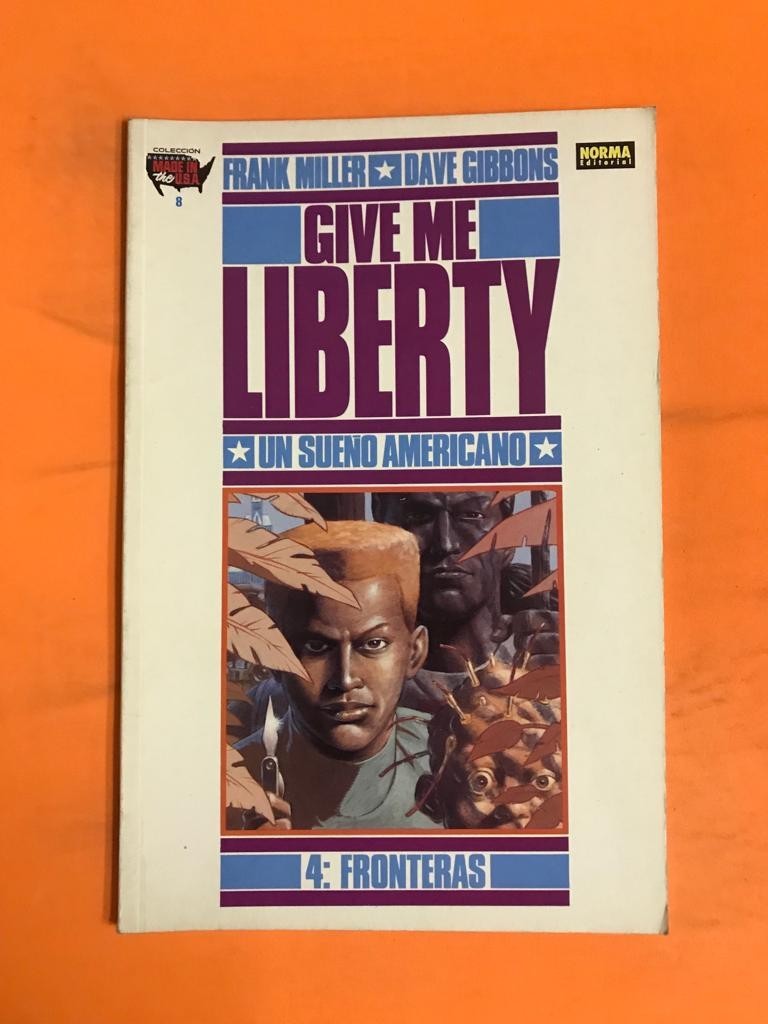 COLECCIÓN
MADE IN
the U.S.A
8
NORMA
Editorial
FRANK MILLER DAVE GIBBONS
GIVE ME
LIBERTY
UN SUEÑO AMERICANO
4: FRONTERAS